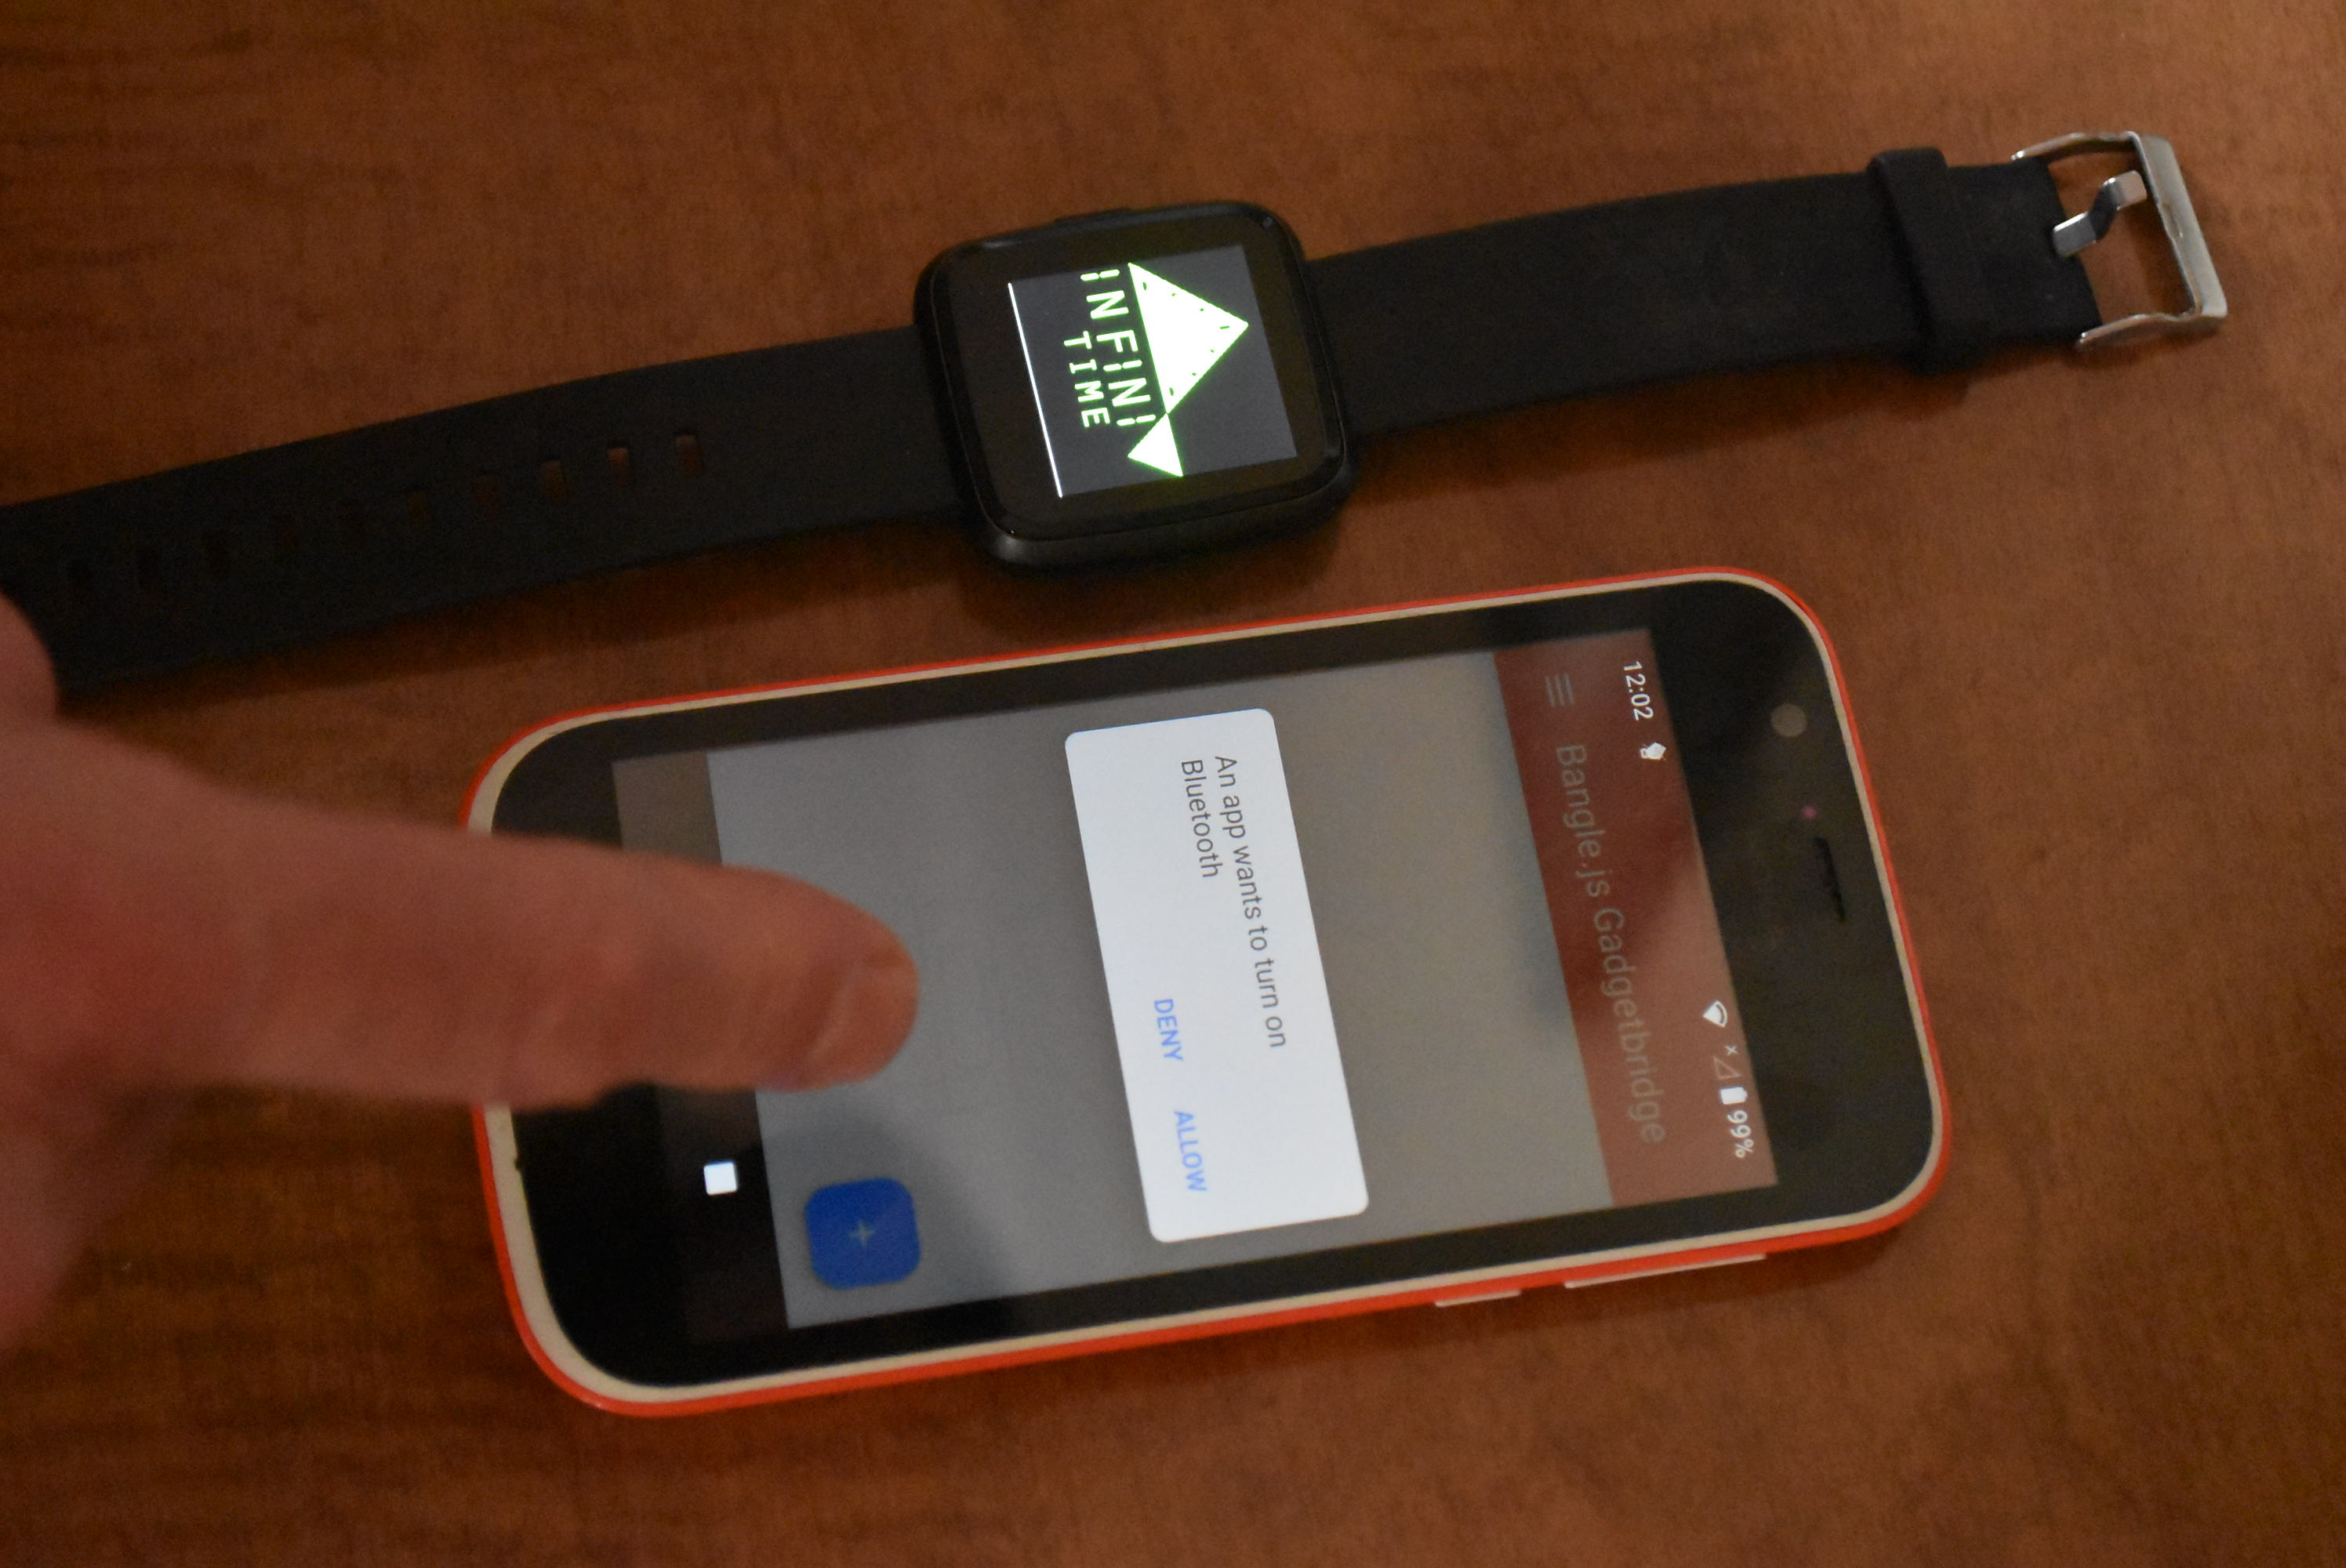 INFINI
TIME
12:02
99%
Bangle.js Gadgetbridge
An app wants to turn on
Bluetooth
DENY ALLOW